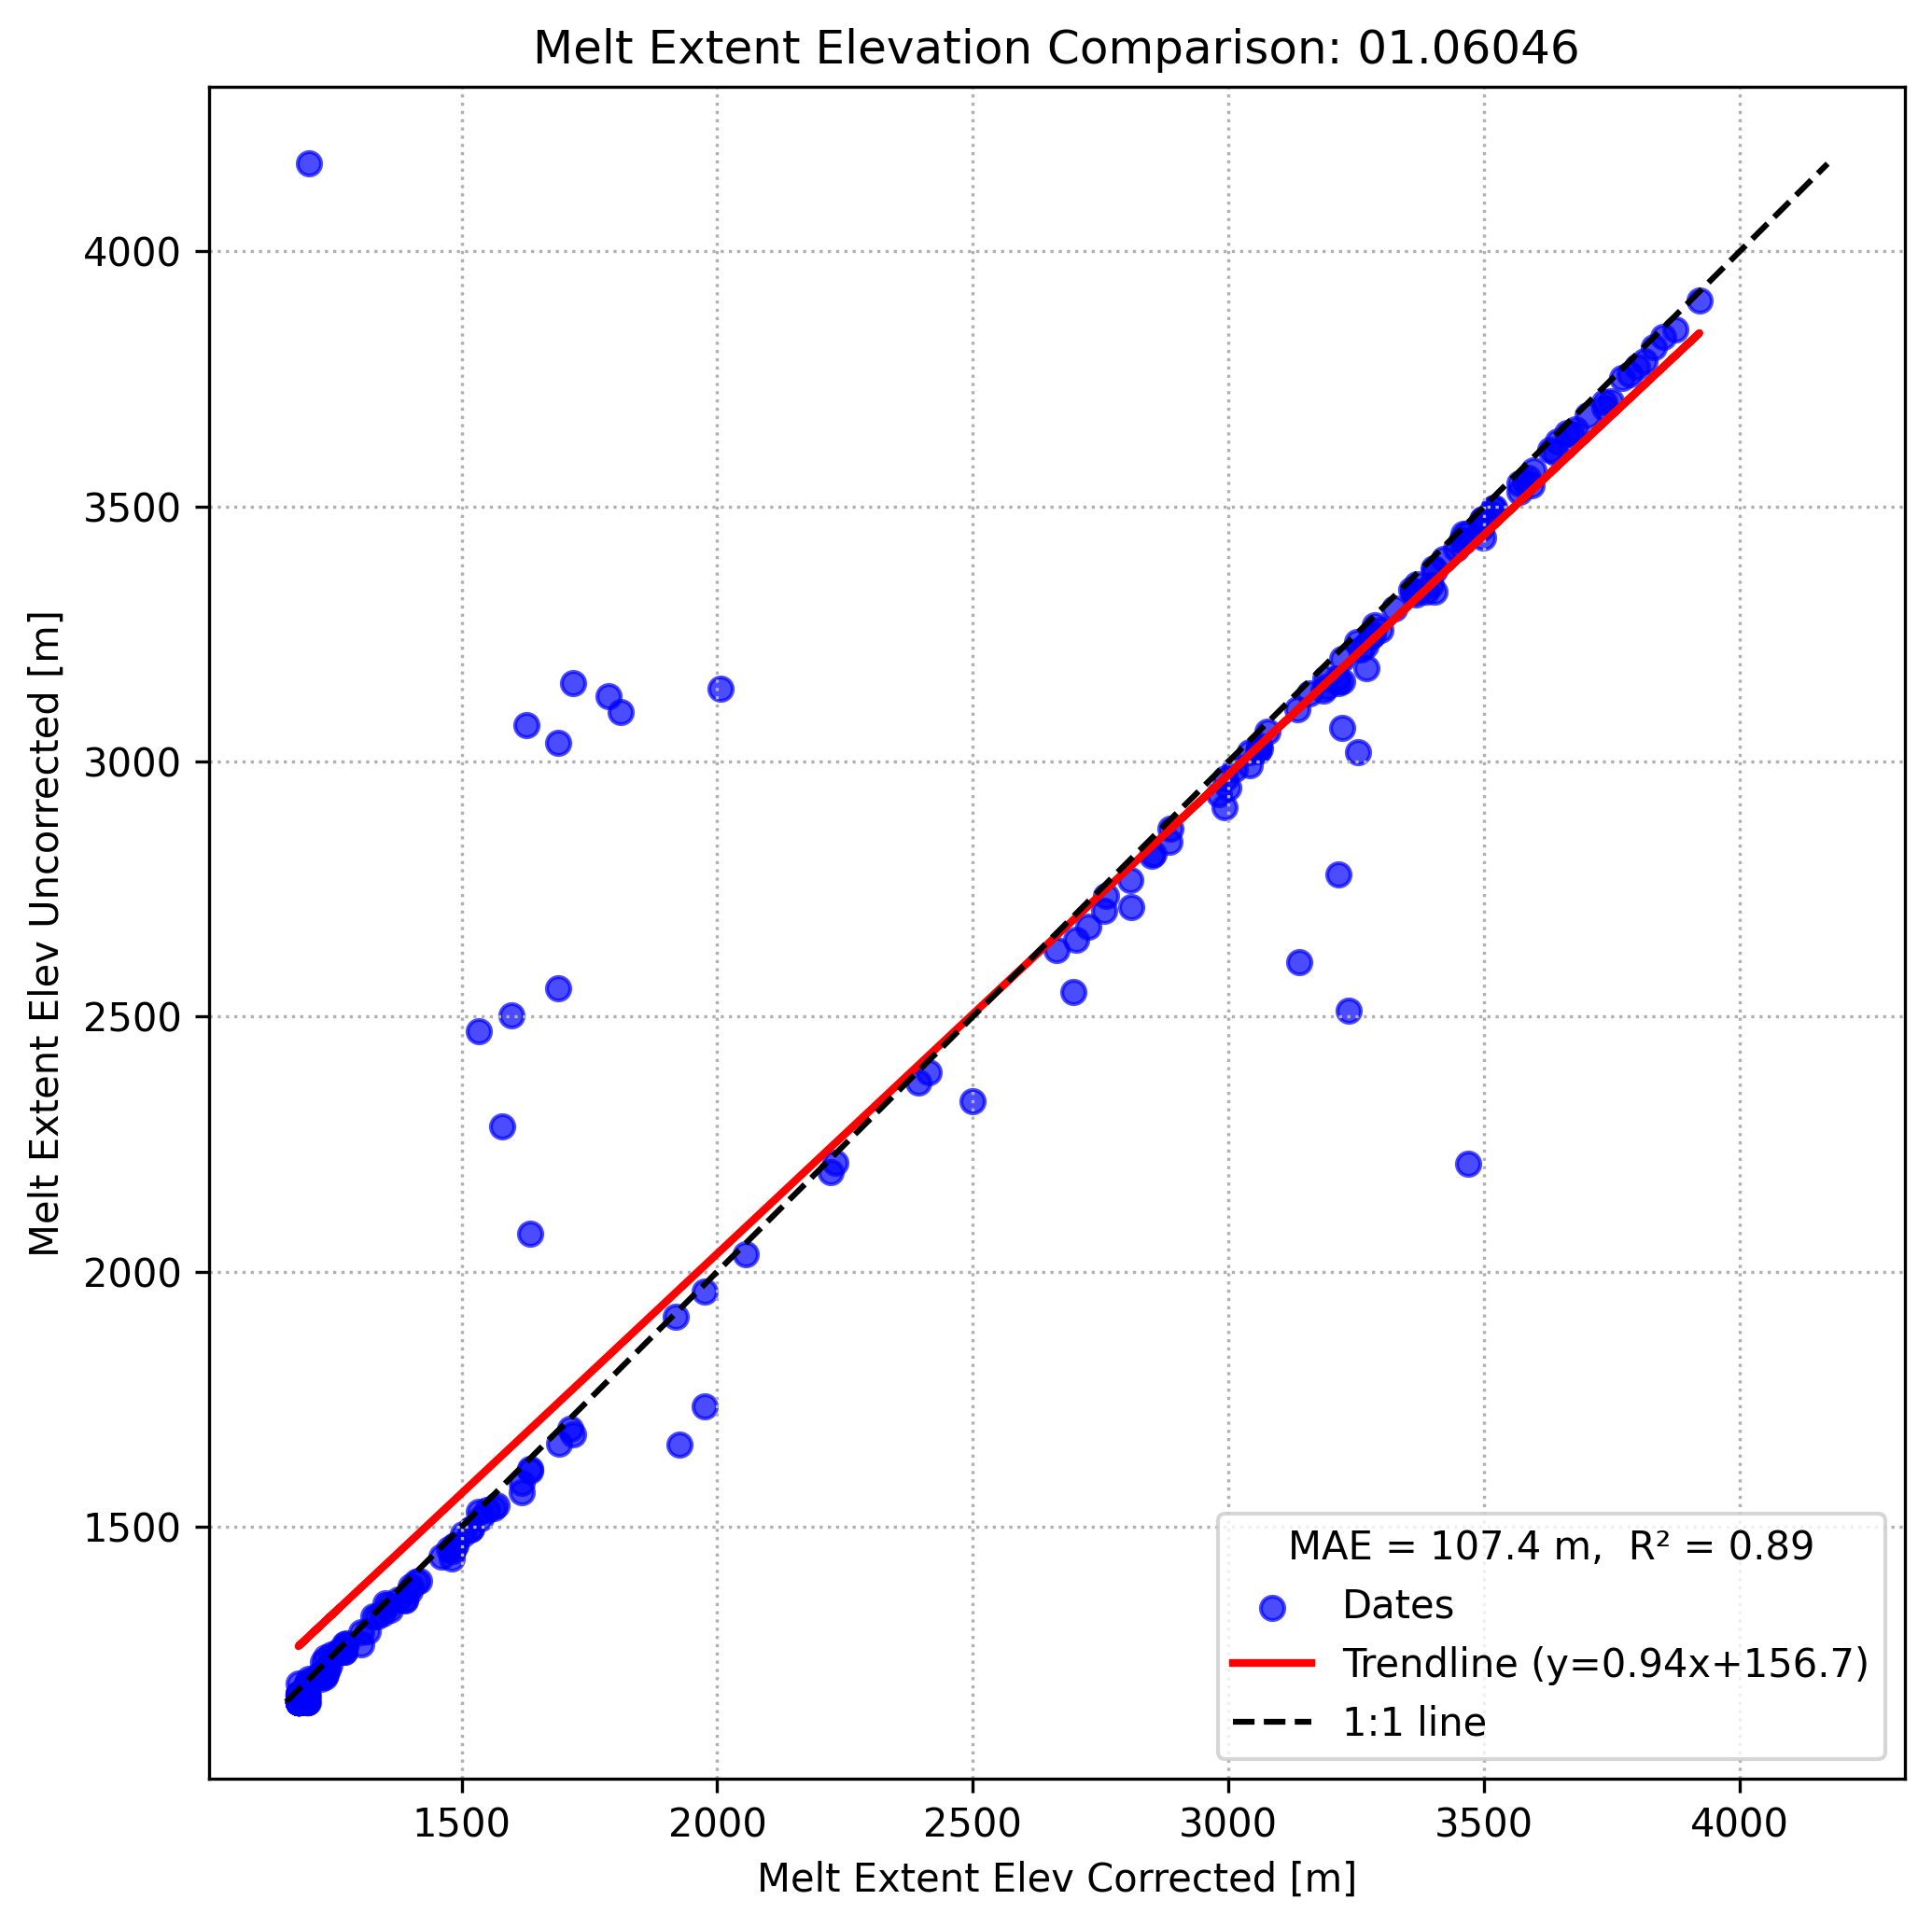 Melt Extent Elevation Comparison: 01.06046
Melt Extent Elev Uncorrected [m]
4000
3500
3000
2500
2000
1500
MAE = 107.4 m, R² = 0.89
Dates
Trendline (y=0.94x+156.7)
1:1 line
1500 2000 2500 3000 3500 4000
Melt Extent Elev Corrected [m]